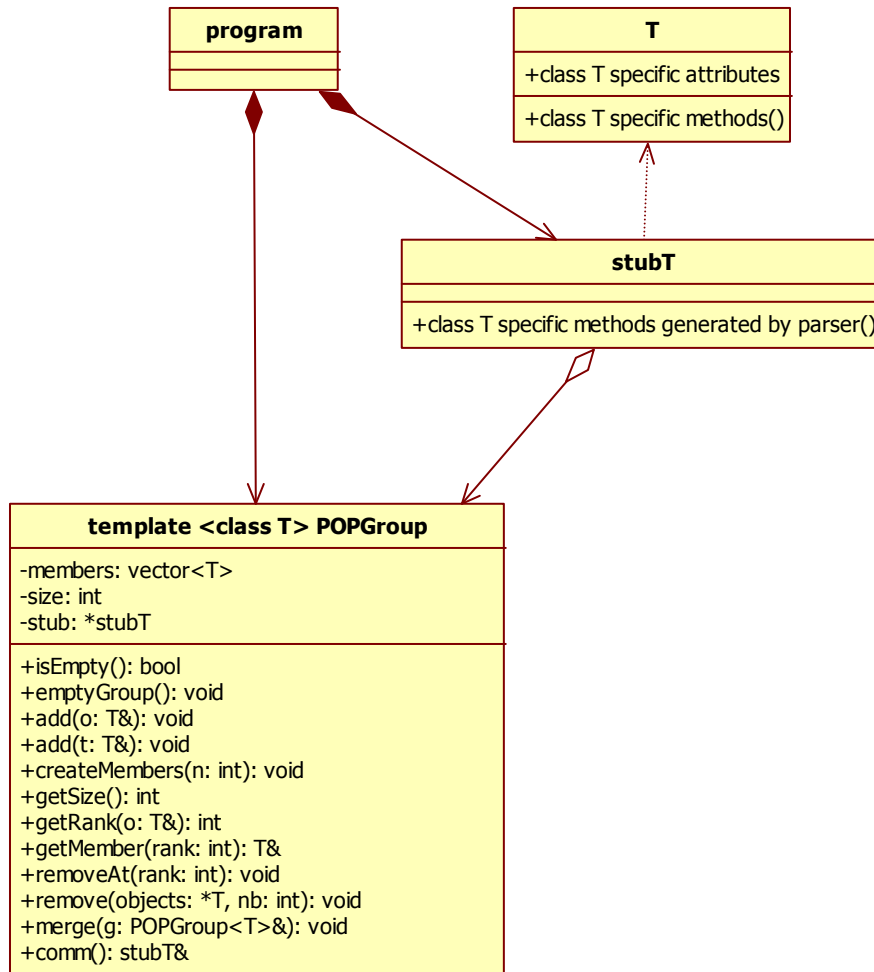 program
T
+class T specific attributes
+class T specific methods()
stubT
+class T specific methods generated by parser()
template <class T> POPGroup
-members: vector<T>
-size: int
-stub: *stubT
+isEmpty(): bool
+emptyGroup(): void
+add(o: T&): void
+add(t: T&): void
+createMembers(n: int): void
+getSize(): int
+getRank(o: T&): int
+getMember(rank: int): T&
+removeAt(rank: int): void
+remove(objects: *T, nb: int): void
+merge(g: POPGroup<T>&): void
+comm(): stubT&